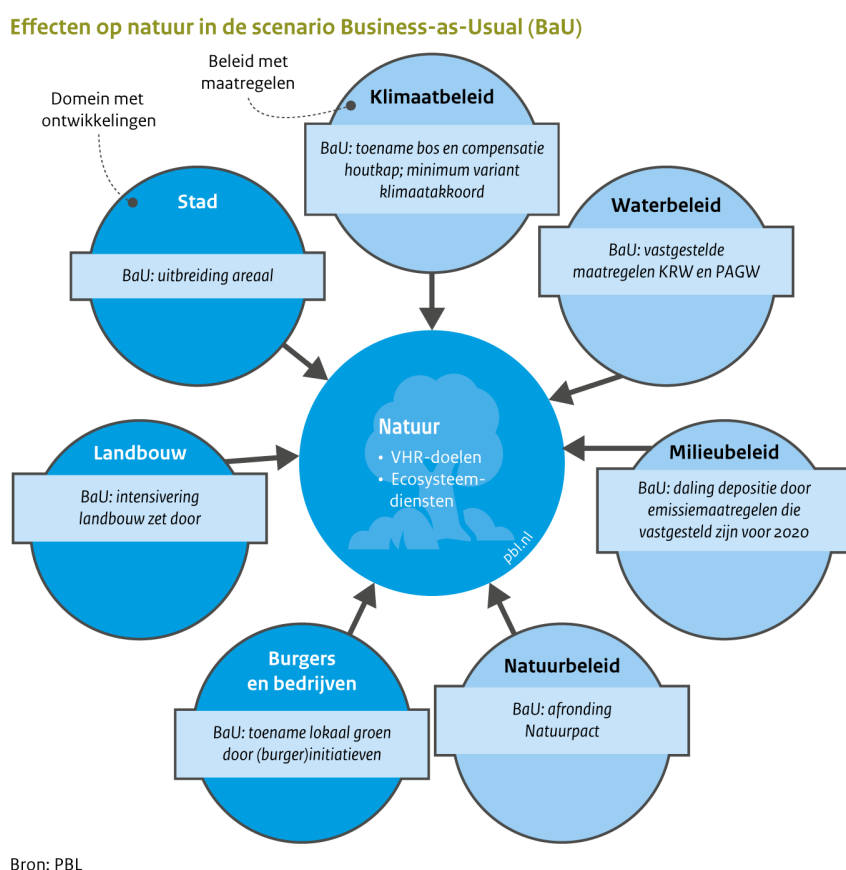 Effecten op natuur in de scenario Business-as-Usual (BaU)
Beleid met
maatregelen
Domein met
ontwikkelingen
Klimaatbeleid
BaU: toename bos en compensatie
houtkap; minimum variant
klimaatakkoord
Stad
BaU: uitbreiding areaal
Waterbeleid
BaU: vastgestelde
maatregelen KRW en PAGW
Natuur
• VHR-doelen
• Ecosysteem-
diensten
pbl.nl
Landbouw
BaU: intensivering
landbouw zet door
Milieubeleid
BaU: daling depositie door
emissiemaatregelen die
vastgesteld zijn voor 2020
Burgers
en bedrijven
BaU: toename lokaal groen
door (burger)initiatieven
Natuurbeleid
BaU: afronding
Natuurpact
Bron: PBL